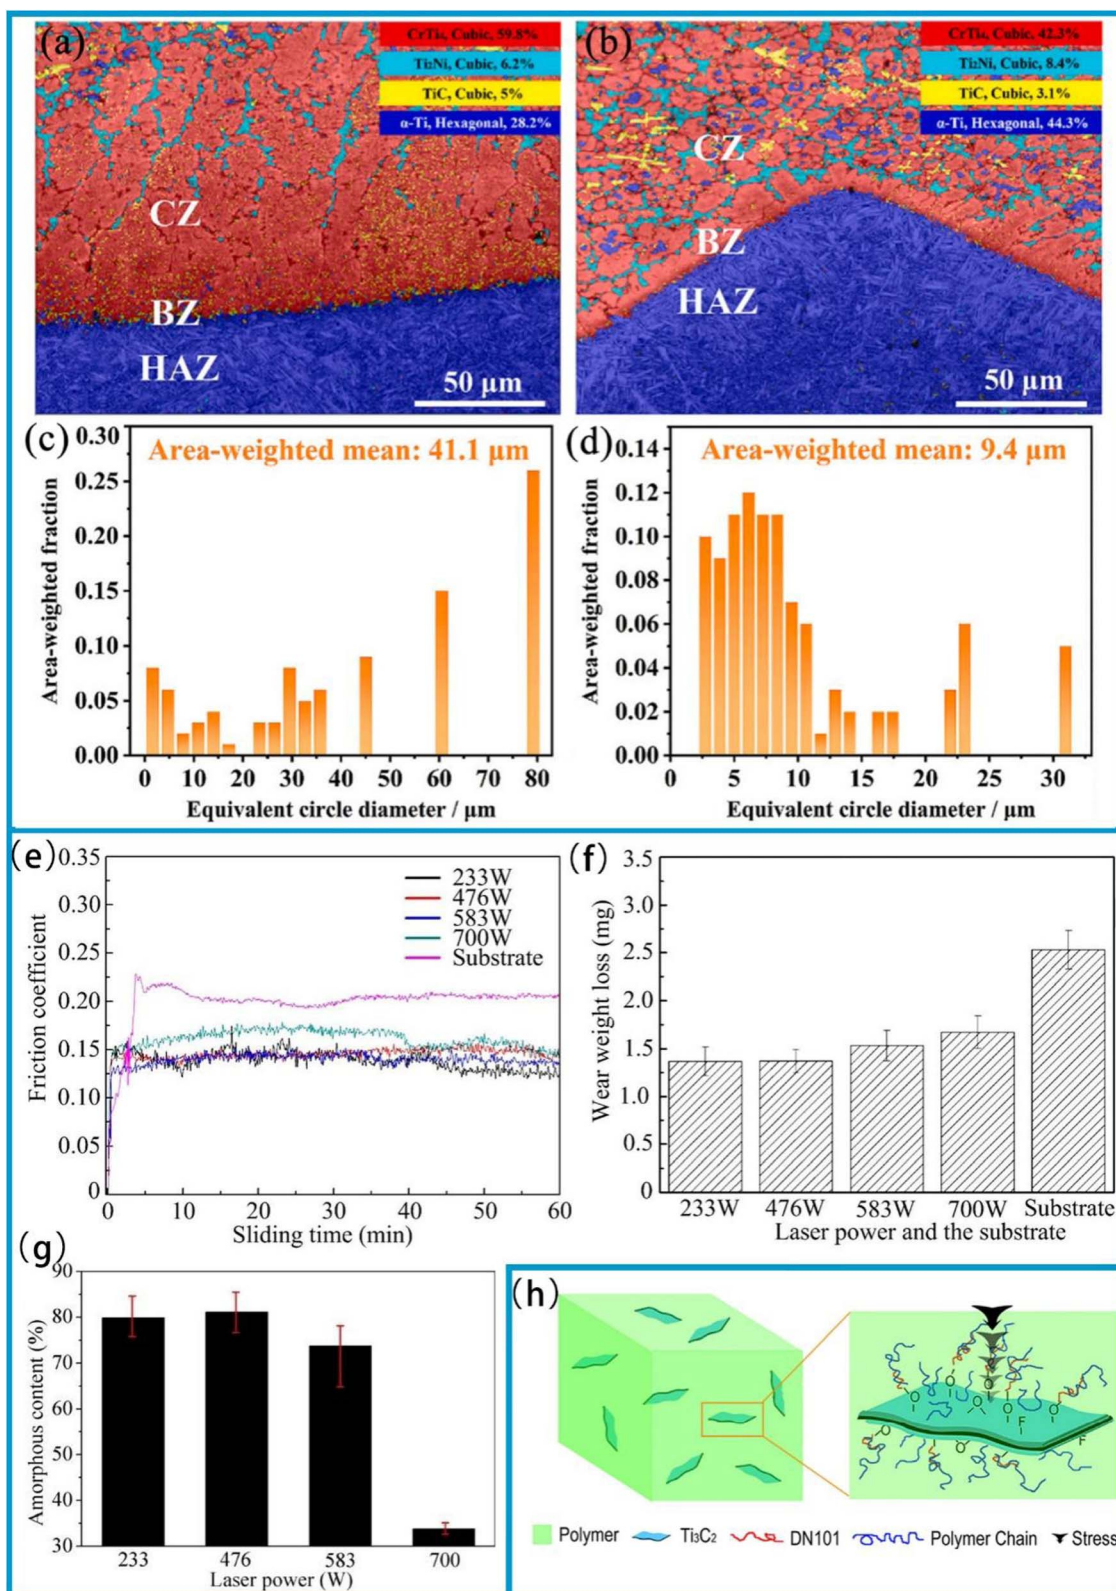 (a)
CrTi₄, Cubic, 59.8%
Ti₂Ni, Cubic, 6.2%
TiC, Cubic, 5%
α-Ti, Hexagonal, 28.2%
CZ
BZ
HAZ
50 μm
(b)
CrTi₄, Cubic, 42.3%
Ti₂Ni, Cubic, 8.4%
TiC, Cubic, 3.1%
α-Ti, Hexagonal, 44.3%
CZ
BZ
HAZ
50 μm
(c)
Area-weighted mean: 41.1 μm
Area-weighted fraction
0.30
0.25
0.20
0.15
0.10
0.05
0.00
0 10 20 30 40 50 60 70 80
Equivalent circle diameter / μm
(d)
Area-weighted mean: 9.4 μm
Area-weighted fraction
0.14
0.12
0.10
0.08
0.06
0.04
0.02
0.00
0 5 10 15 20 25 30
Equivalent circle diameter / μm
(e)
Friction coefficient
0.35
0.30
0.25
0.20
0.15
0.10
0.05
0
233W
476W
583W
700W
Substrate
0 10 20 30 40 50 60
Sliding time (min)
(f)
Wear weight loss (mg)
3.5
3.0
2.5
2.0
1.5
1.0
0.5
0
233W 476W 583W 700W Substrate
Laser power and the substrate
(g)
Amorphous content (%)
90
80
70
60
50
40
30
233 476 583 700
Laser power (W)
(h)
O O O O O O O F
O O F
Polymer Ti₃C₂ DN101 Polymer Chain Stress